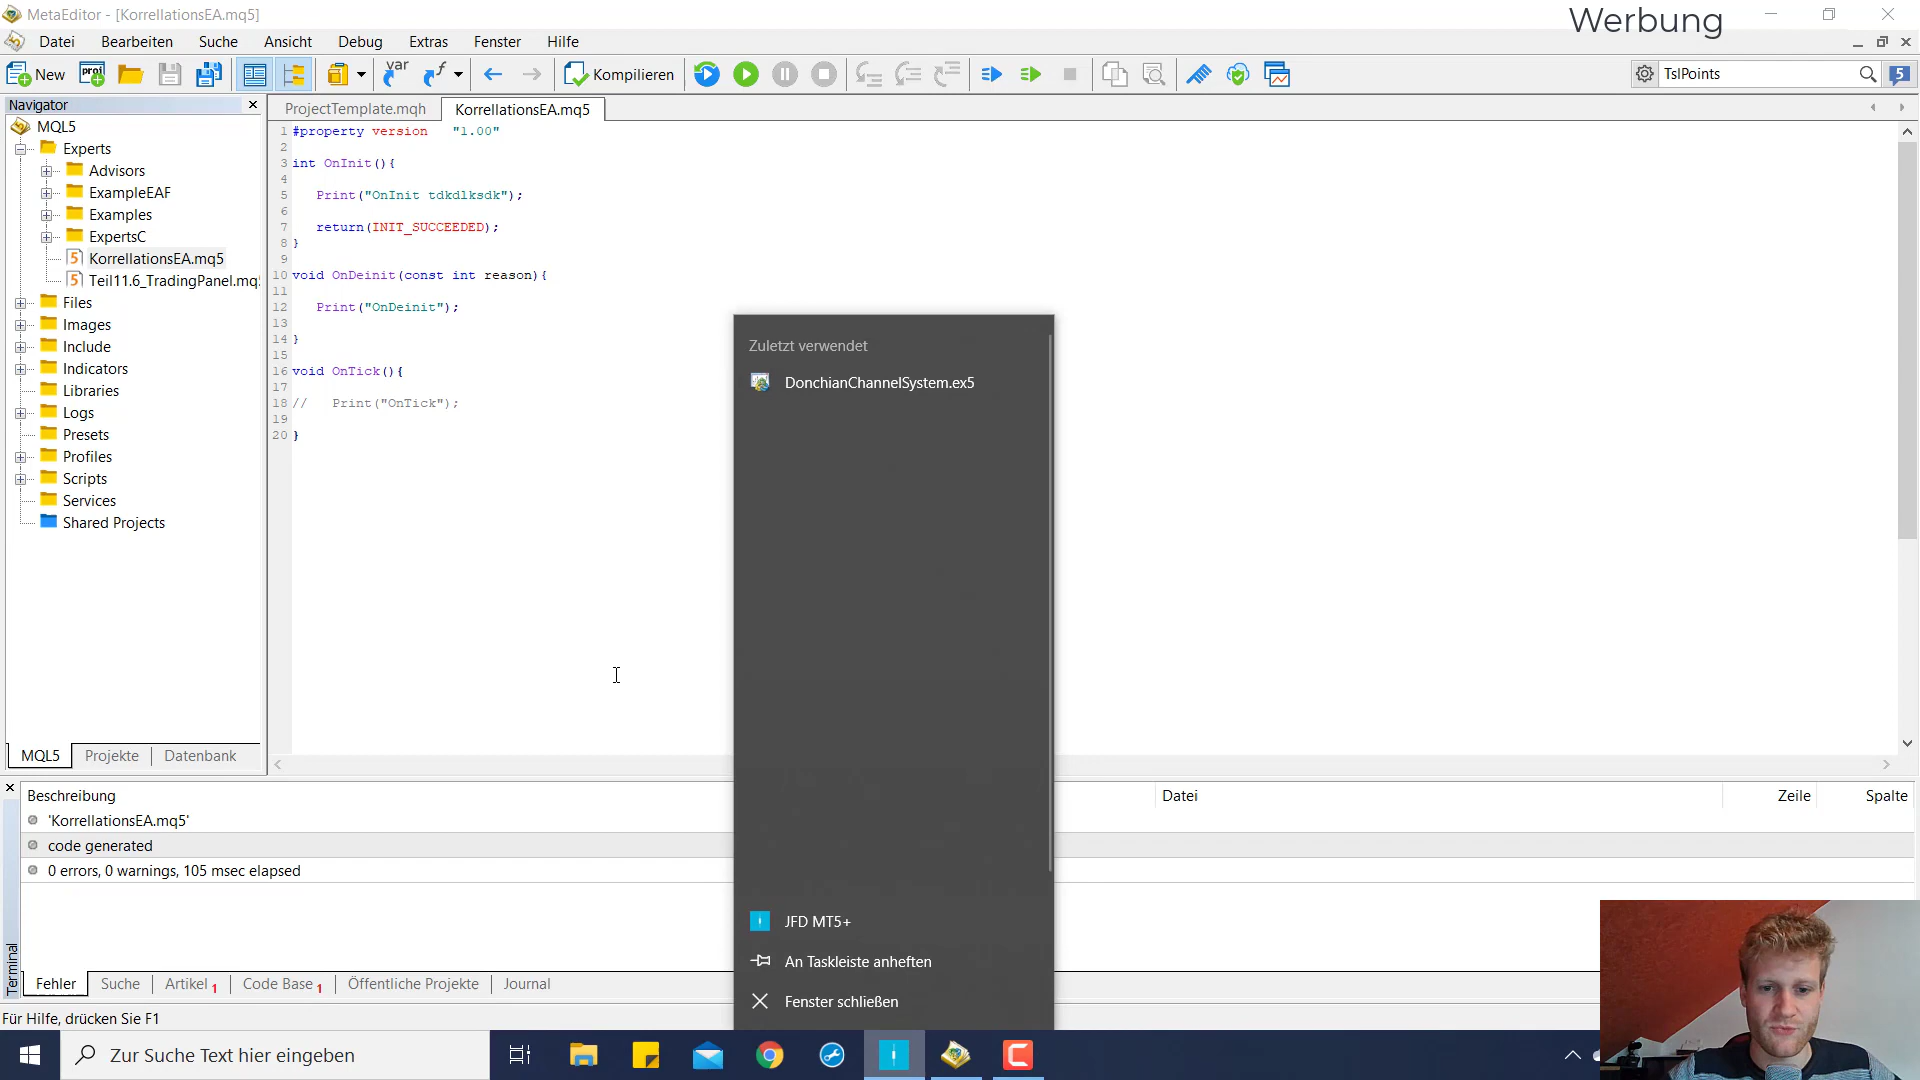 MetaEditor - [KorrellationsEA.mq5]
Werbung
Datei Bearbeiten Suche Ansicht Debug Extras Fenster Hilfe
New proj var f Kompilieren TslPoints 5
Navigator
ProjectTemplate.mqh KorrellationsEA.mq5
MQL5
Experts
Advisors
ExampleEAF
Examples
ExpertsC
KorrellationsEA.mq5
Teil11.6_TradingPanel.mq
Files
Images
Include
Indicators
Libraries
Logs
Presets
Profiles
Scripts
Services
Shared Projects
MQL5 Projekte Datenbank
1 #property version "1.00"
2
3 int OnInit(){
4
5 Print("OnInit tdkdlksdk");
6
7 return(INIT_SUCCEEDED);
8 }
9
10 void OnDeinit(const int reason){
11
12 Print("OnDeinit");
13
14 }
15
16 void OnTick(){
17
18 // Print("OnTick");
19
20 }
Zuletzt verwendet
DonchianChannelSystem.ex5
JFD MT5+
An Taskleiste anheften
Fenster schließen
Beschreibung Datei Zeile Spalte
'KorrellationsEA.mq5'
code generated
0 errors, 0 warnings, 105 msec elapsed
Terminal
Fehler Suche Artikel 1 Code Base 1 Öffentliche Projekte Journal
Für Hilfe, drücken Sie F1
Zur Suche Text hier eingeben